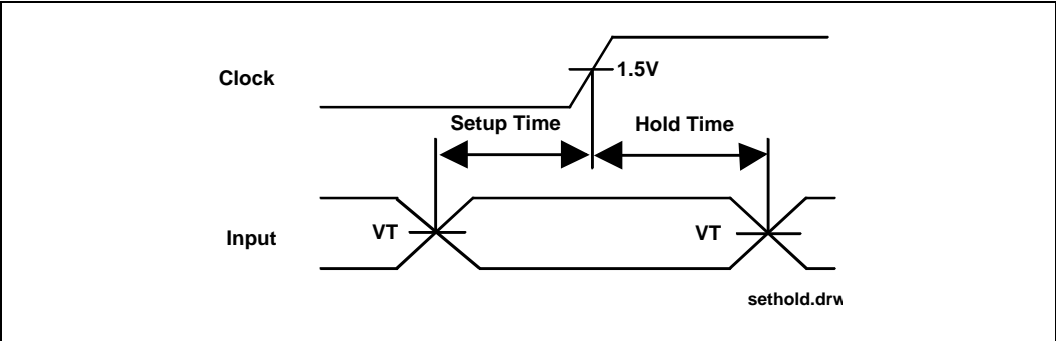 Clock
1.5V
Setup Time
Hold Time
Input
VT
VT
sethold.drw